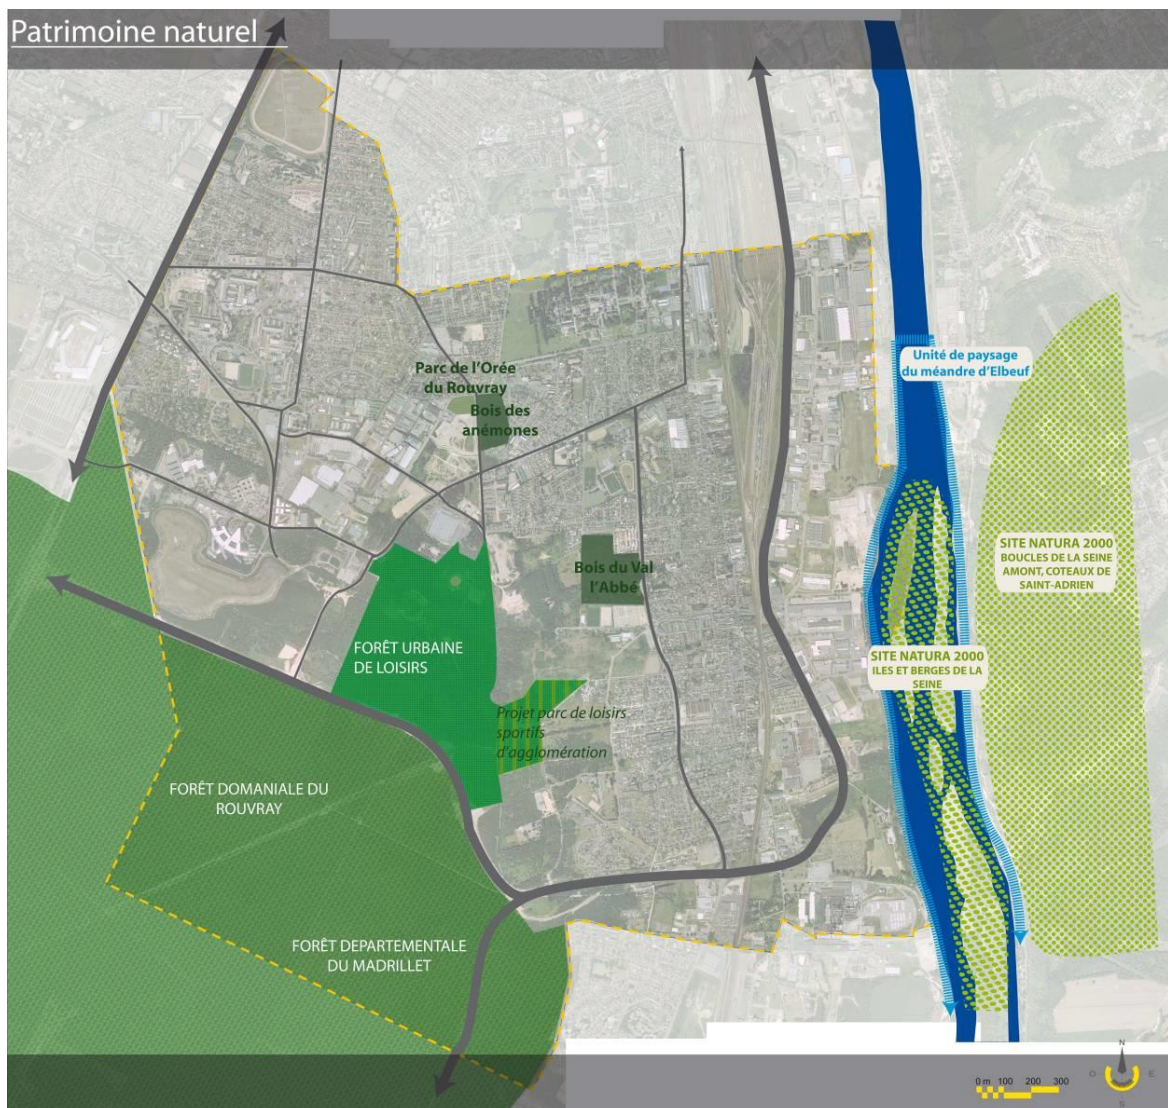 Patrimoine naturel
Unité de paysage
du méandre d'Elbeuf
Parc de l'Orée
du Rouvray
Bois des
anémones
SITE NATURA 2000
BOUCLES DE LA SEINE
AMONT, COTEAUX DE
SAINT-ADRIEN
Bois du Val
l'Abbé
FORÊT URBAINE
DE LOISIRS
SITE NATURA 2000
ILES ET BERGES DE LA
SEINE
Projet parc de loisirs
sportifs
d'agglomération
FORÊT DOMANIALE DU
ROUVRAY
FORÊT DEPARTEMENTALE
DU MADRILLET
0 m 100 200 300
N
O E
S